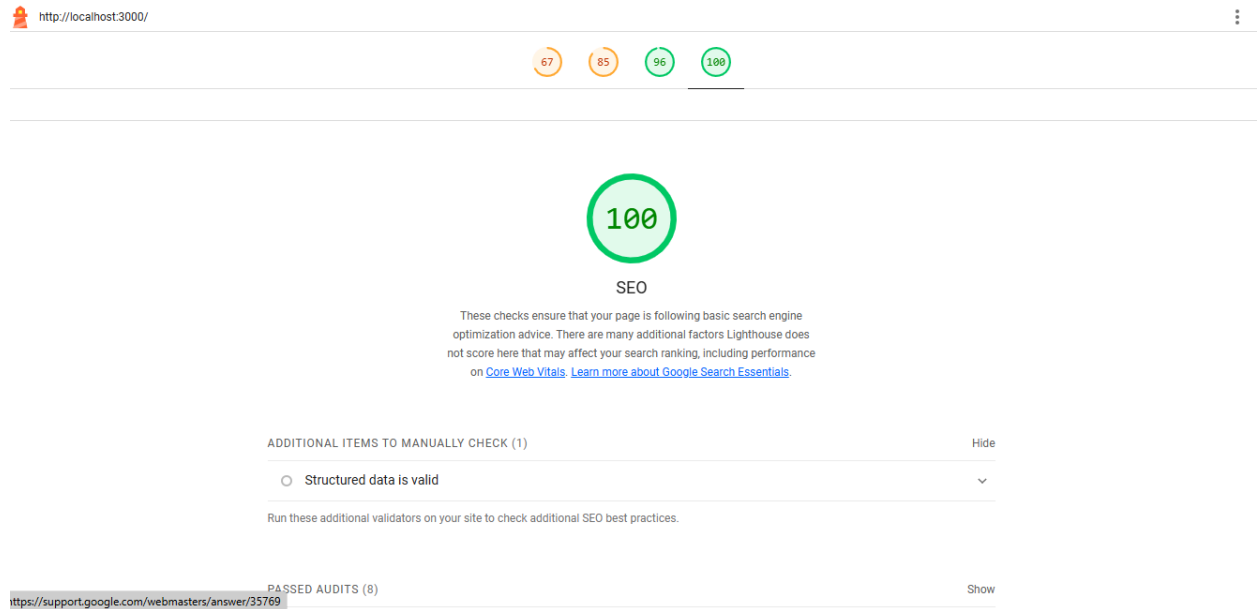 http://localhost:3000/
67 85 96 100
100
SEO
These checks ensure that your page is following basic search engine
optimization advice. There are many additional factors Lighthouse does
not score here that may affect your search ranking, including performance
on Core Web Vitals. Learn more about Google Search Essentials.
ADDITIONAL ITEMS TO MANUALLY CHECK (1) Hide
Structured data is valid
Run these additional validators on your site to check additional SEO best practices.
PASSED AUDITS (8) Show
https://support.google.com/webmasters/answer/35769